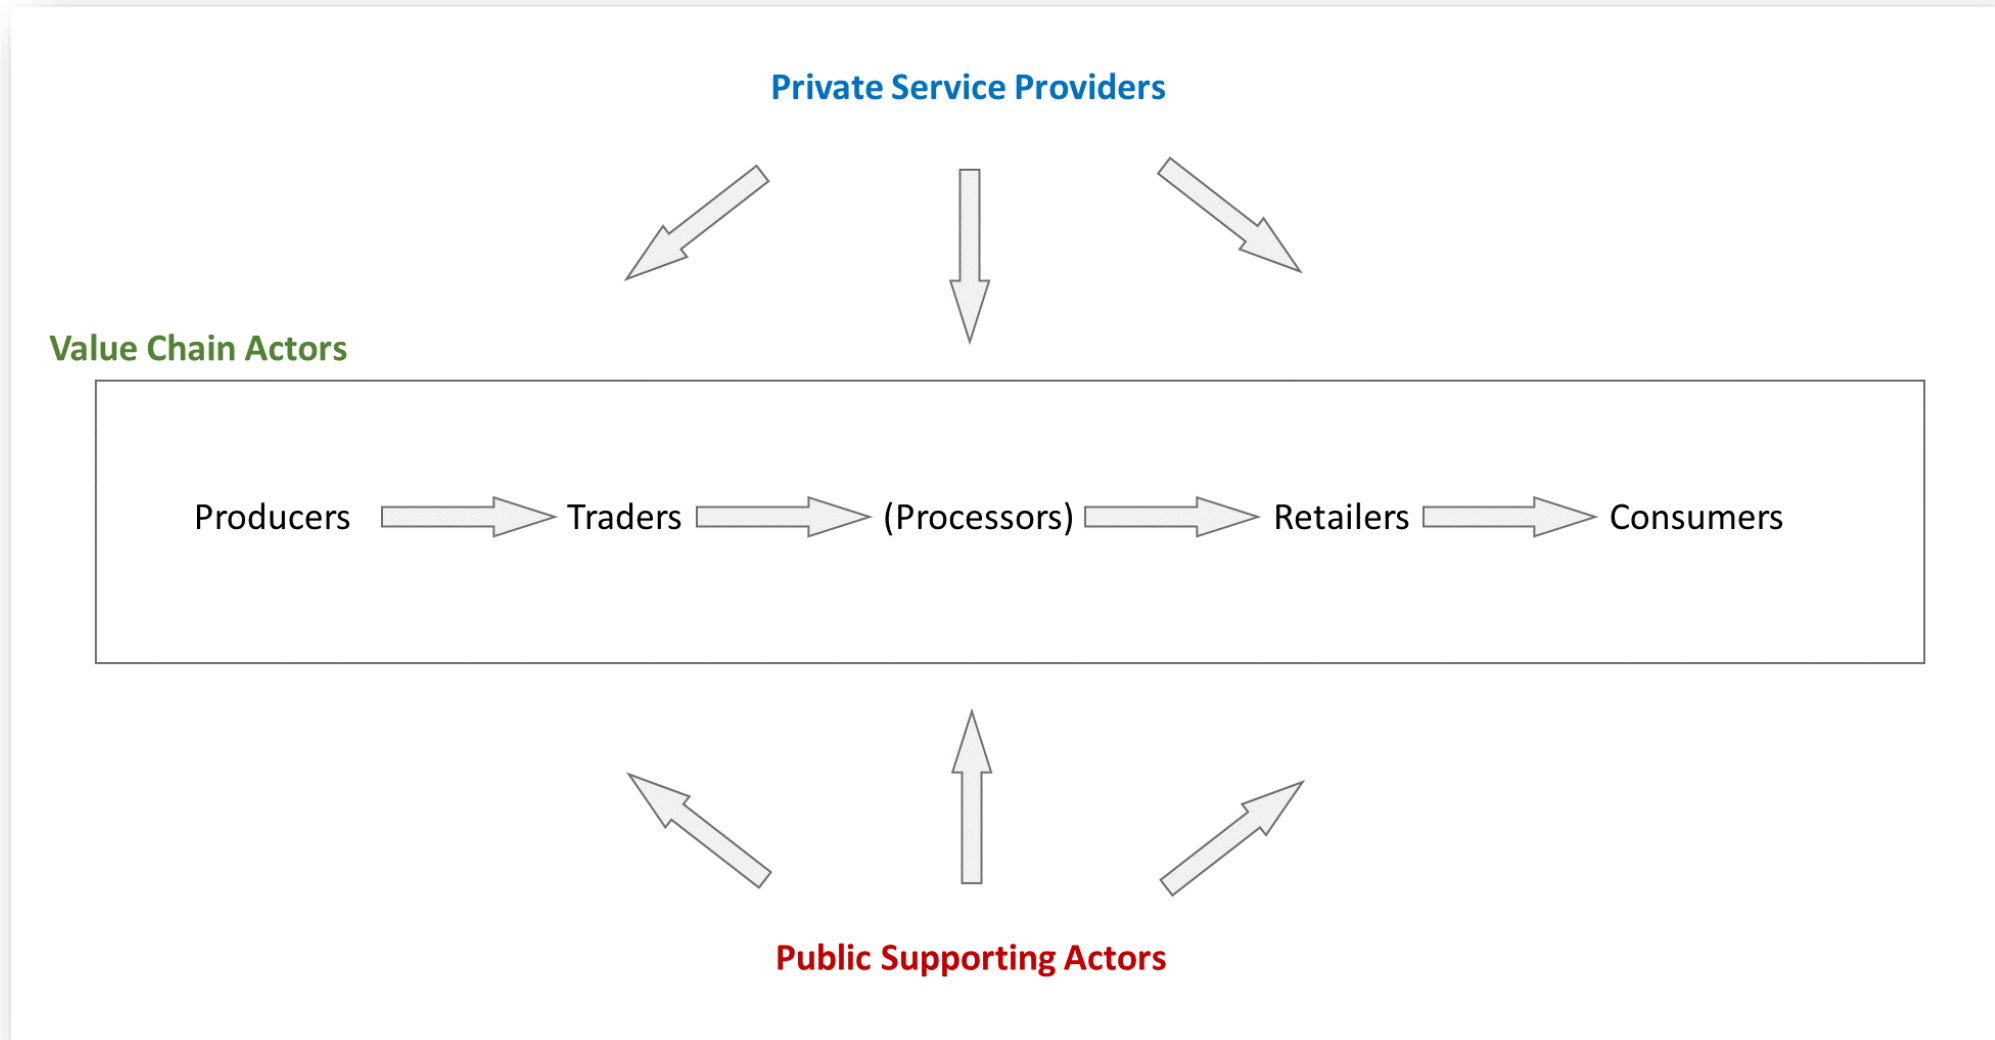 Private Service Providers
Value Chain Actors
Producers Traders (Processors) Retailers Consumers
Public Supporting Actors